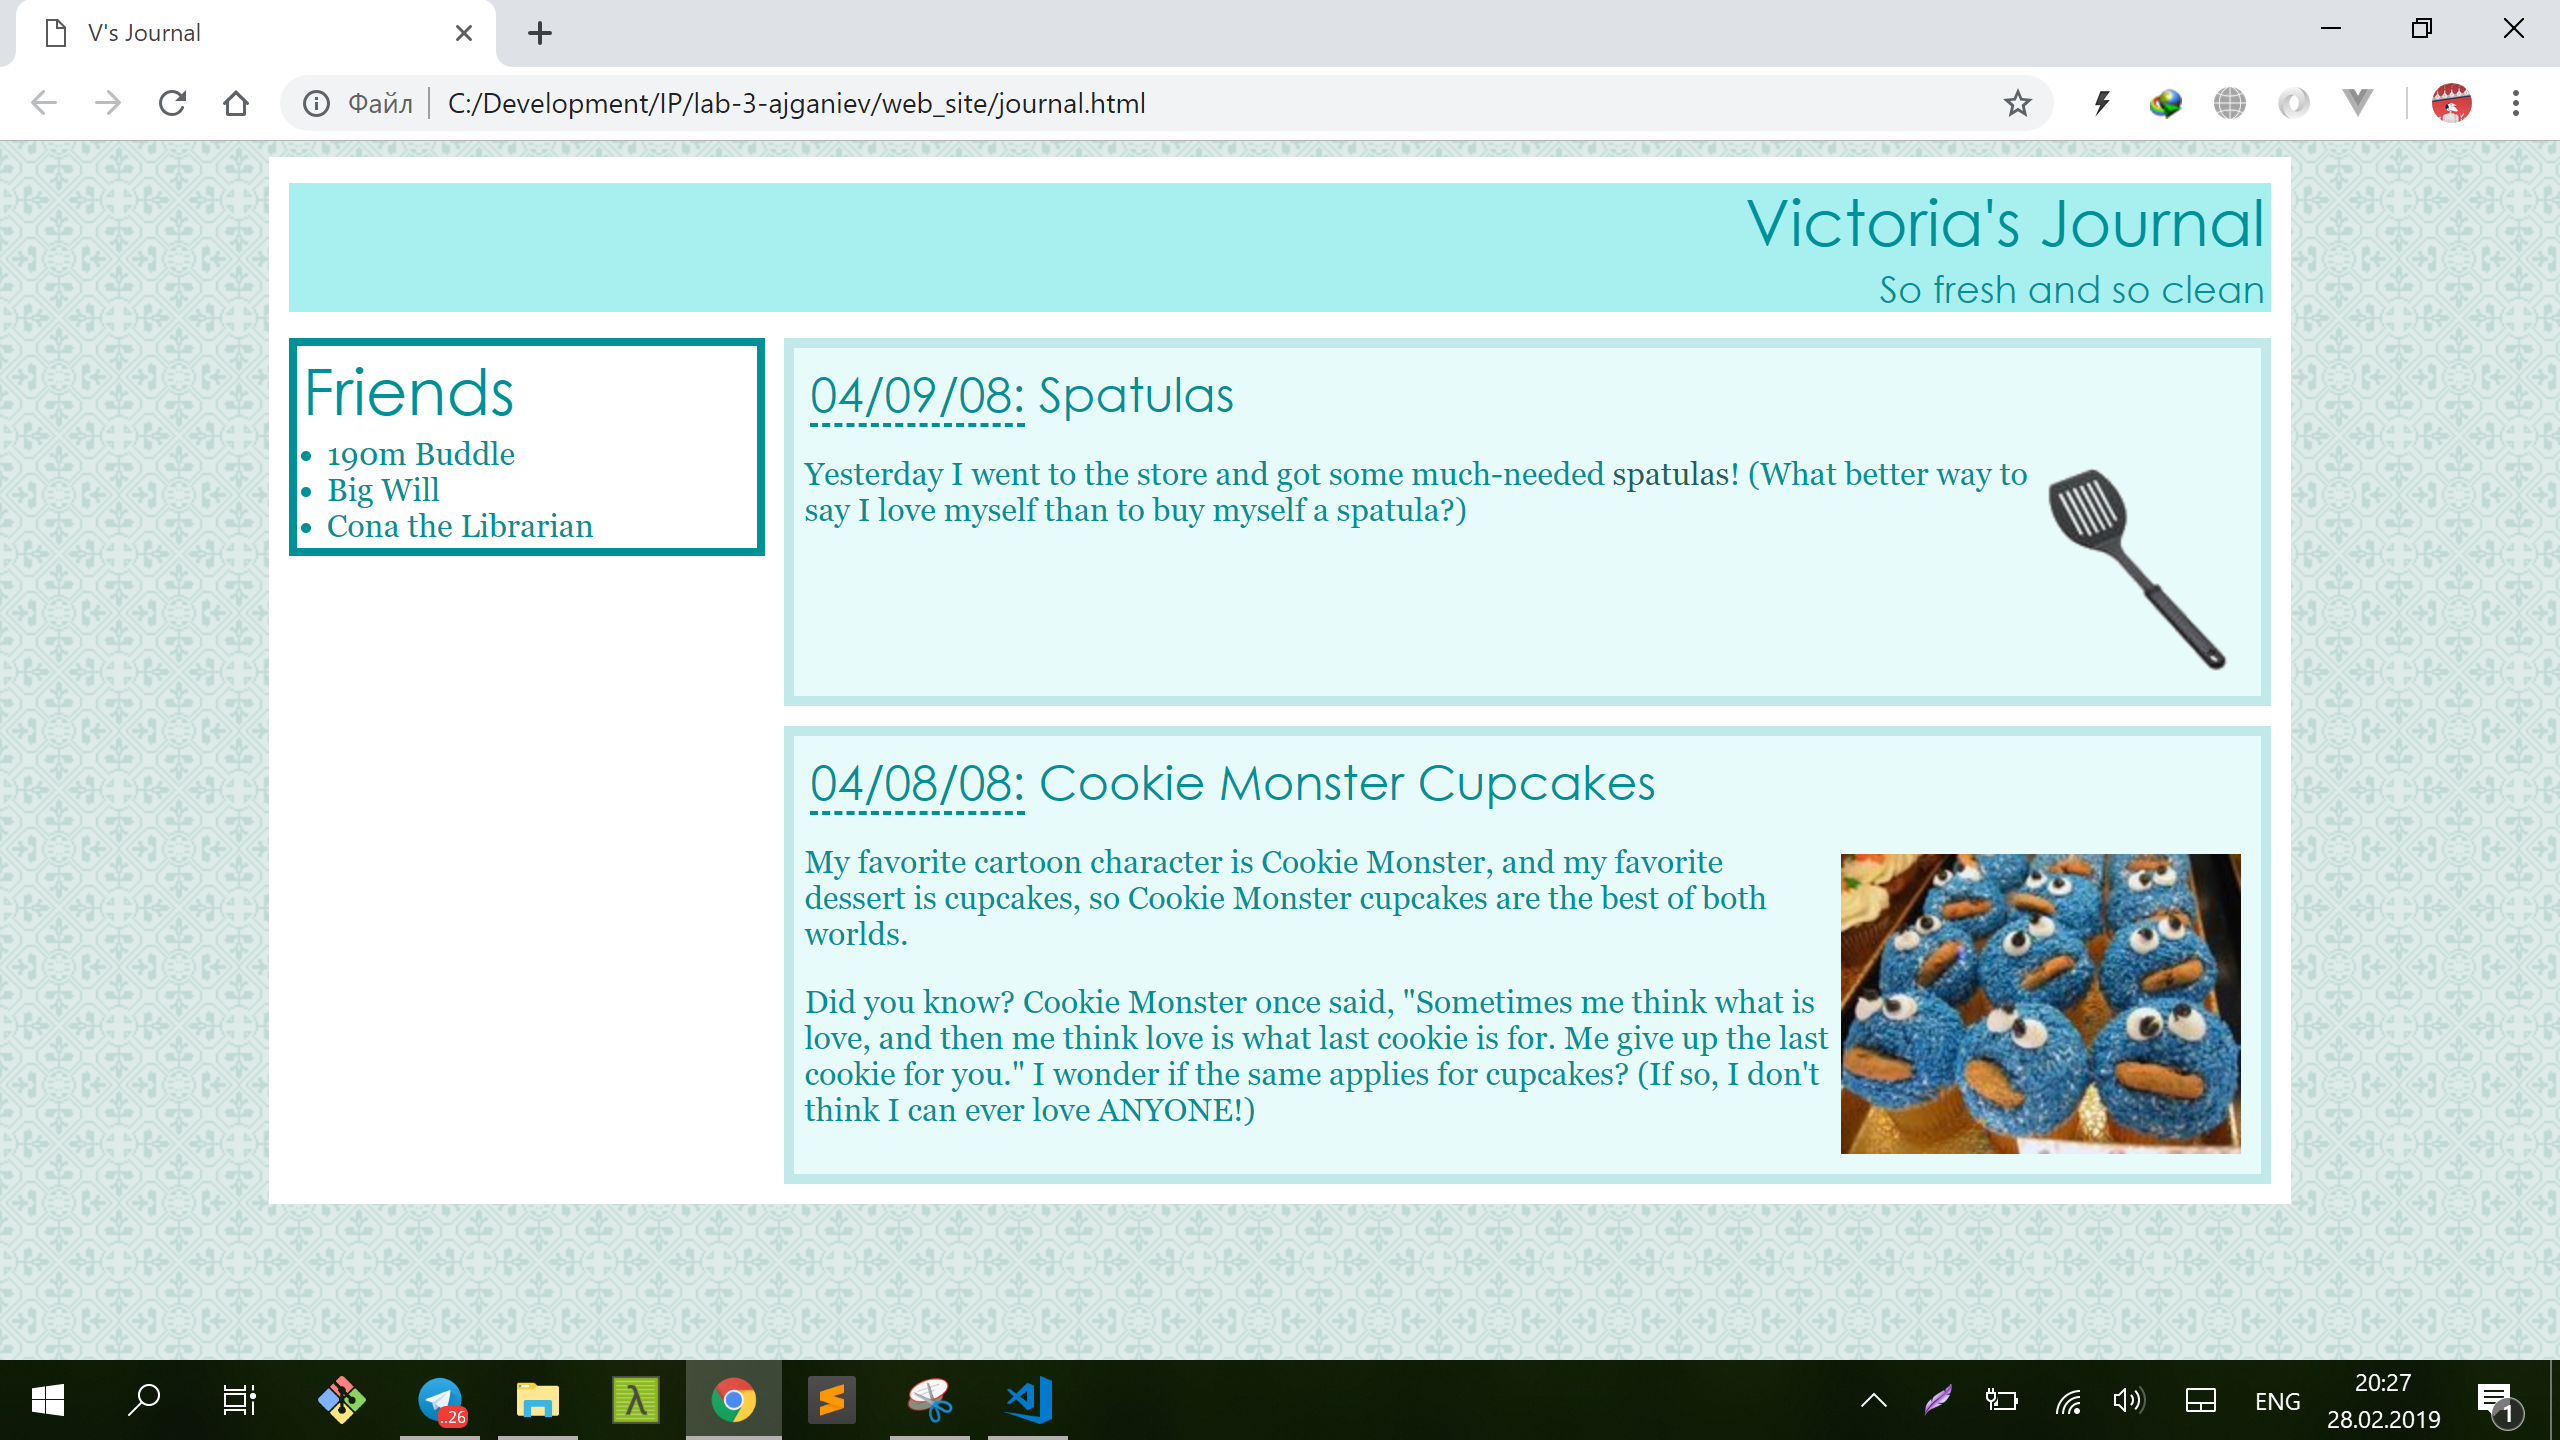 V's Journal
Файл
C:/Development/IP/lab-3-ajganiev/web_site/journal.html
Victoria's Journal
So fresh and so clean
Friends
190m Buddle
Big Will
Cona the Librarian
04/09/08: Spatulas
Yesterday I went to the store and got some much-needed spatulas! (What better way to
say I love myself than to buy myself a spatula?)
04/08/08: Cookie Monster Cupcakes
My favorite cartoon character is Cookie Monster, and my favorite
dessert is cupcakes, so Cookie Monster cupcakes are the best of both
worlds.
Did you know? Cookie Monster once said, "Sometimes me think what is
love, and then me think love is what last cookie is for. Me give up the last
cookie for you." I wonder if the same applies for cupcakes? (If so, I don't
think I can ever love ANYONE!)
..26
ENG
20:27
28.02.2019
1